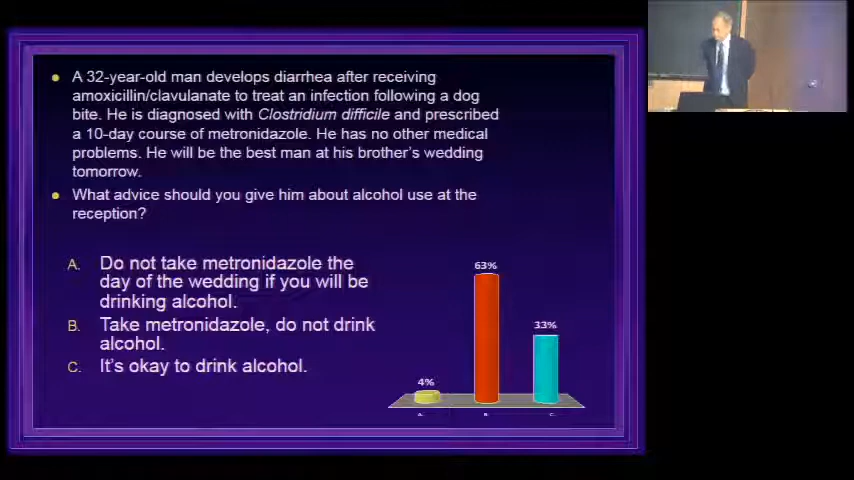 A 32-year-old man develops diarrhea after receiving
amoxicillin/clavulanate to treat an infection following a dog
bite. He is diagnosed with Clostridium difficile and prescribed
a 10-day course of metronidazole. He has no other medical
problems. He will be the best man at his brother's wedding
tomorrow.
What advice should you give him about alcohol use at the
reception?
A. Do not take metronidazole the
day of the wedding if you will be
drinking alcohol.
B. Take metronidazole, do not drink
alcohol.
C. It's okay to drink alcohol.
63%
33%
4%
A. B. C.